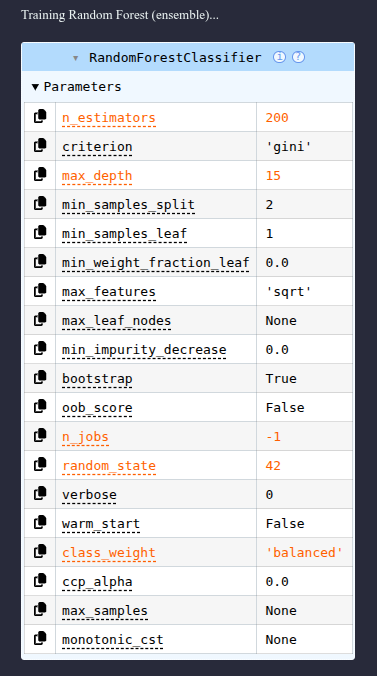 Training Random Forest (ensemble)...
▼ RandomForestClassifier i ?
▼ Parameters
n_estimators 200
criterion 'gini'
max_depth 15
min_samples_split 2
min_samples_leaf 1
min_weight_fraction_leaf 0.0
max_features 'sqrt'
max_leaf_nodes None
min_impurity_decrease 0.0
bootstrap True
oob_score False
n_jobs -1
random_state 42
verbose 0
warm_start False
class_weight 'balanced'
ccp_alpha 0.0
max_samples None
monotonic_cst None